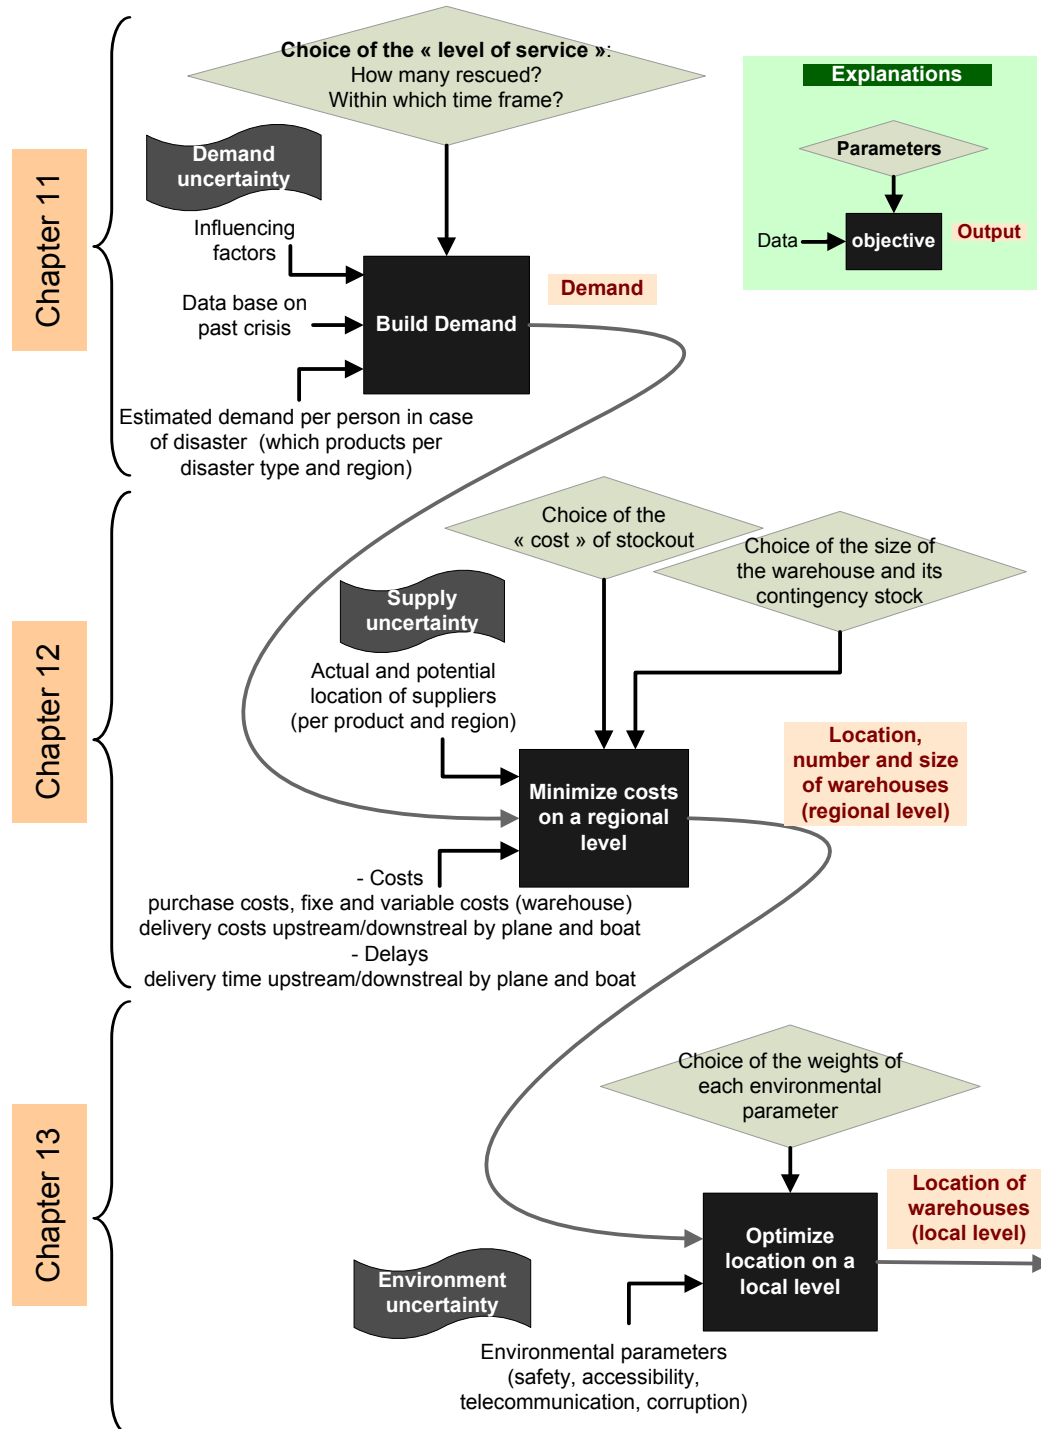 Choice of the « level of service »:
How many rescued?
Within which time frame?
Explanations
Parameters
Data
objective
Output
Chapter 11
Demand
uncertainty
Influencing
factors
Data base on
past crisis
Estimated demand per person in case
of disaster (which products per
disaster type and region)
Build Demand
Demand
Chapter 12
Choice of the
« cost » of stockout
Choice of the size of
the warehouse and its
contingency stock
Supply
uncertainty
Actual and potential
location of suppliers
(per product and region)
Minimize costs
on a regional
level
Location,
number and size
of warehouses
(regional level)
- Costs
purchase costs, fixe and variable costs (warehouse)
delivery costs upstream/downstreal by plane and boat
- Delays
delivery time upstream/downstreal by plane and boat
Chapter 13
Choice of the weights of
each environmental
parameter
Environment
uncertainty
Optimize
location on a
local level
Location of
warehouses
(local level)
Environmental parameters
(safety, accessibility,
telecommunication, corruption)